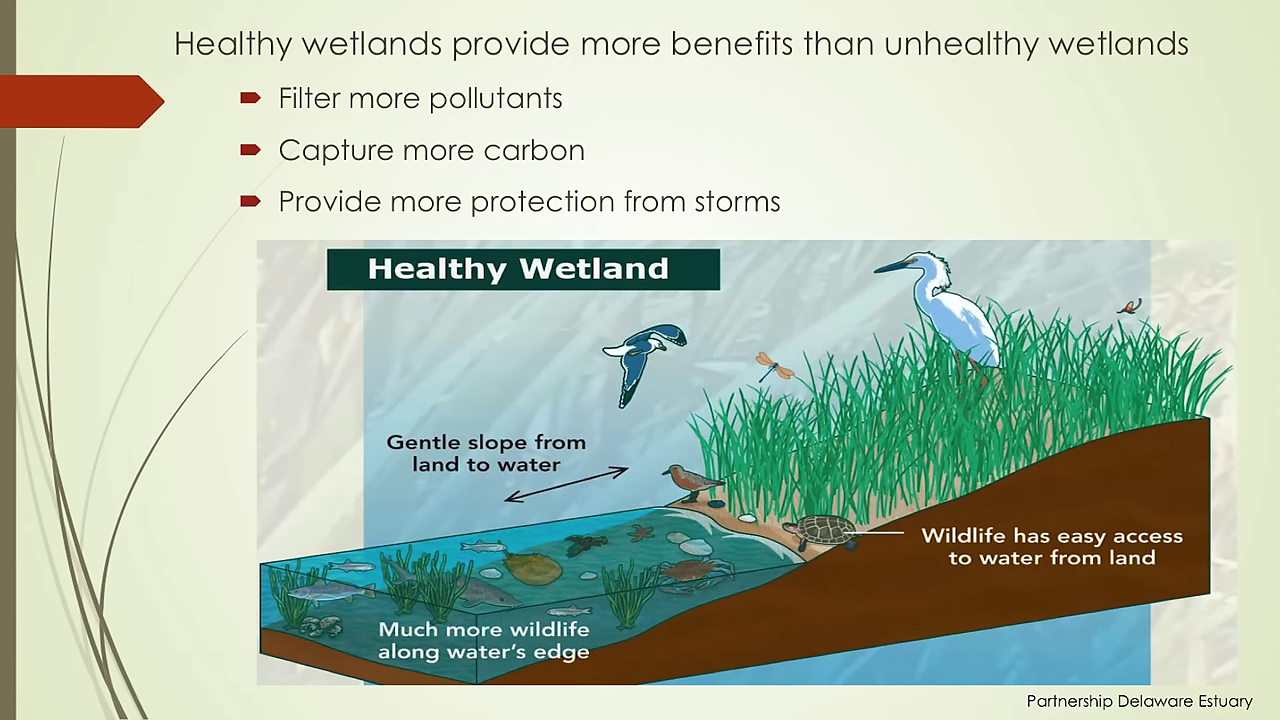 Healthy wetlands provide more benefits than unhealthy wetlands
Filter more pollutants
Capture more carbon
Provide more protection from storms
Healthy Wetland
Gentle slope from
land to water
Wildlife has easy access
to water from land
Much more wildlife
along water's edge
Partnership Delaware Estuary